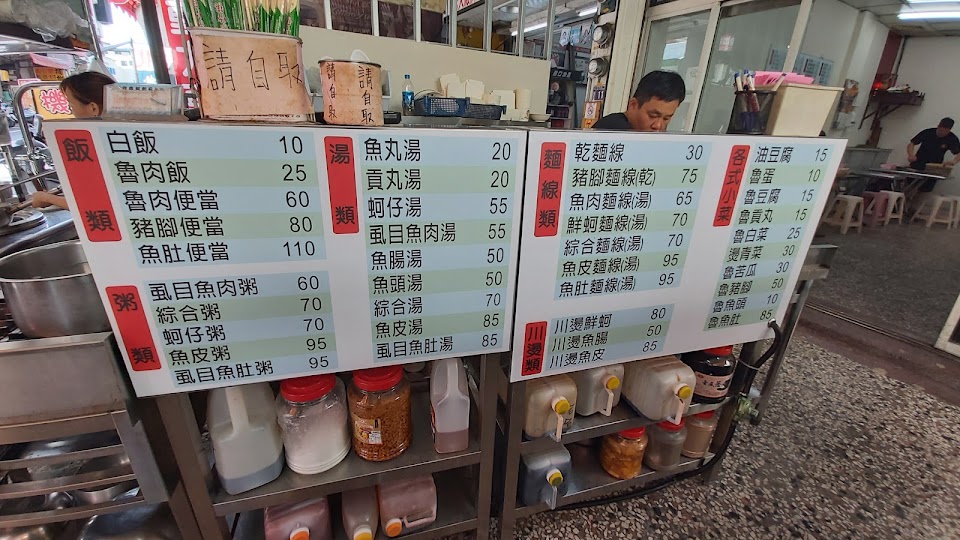 請自取
請自取
飯類
白飯 10
魯肉飯 25
魯肉便當 60
豬腳便當 80
魚肚便當 110
粥類
虱目魚肉粥 60
綜合粥 70
蚵仔粥 70
魚皮粥 95
虱目魚肚粥 95
湯類
魚丸湯 20
貢丸湯 20
蚵仔湯 55
虱目魚肉湯 55
魚腸湯 50
魚頭湯 50
綜合湯 70
魚皮湯 85
虱目魚肚湯 85
麵線類
乾麵線 30
豬腳麵線(乾) 75
魚肉麵線(湯) 65
鮮蚵麵線(湯) 70
綜合麵線(湯) 70
魚皮麵線(湯) 95
魚肚麵線(湯) 95
川燙類
川燙鮮蚵 80
川燙魚腸 50
川燙魚皮 85
各式小菜
油豆腐 15
魯蛋 10
魯豆腐 15
魯貢丸 15
魯白菜 25
燙青菜 30
魯苦瓜 30
魯豬腳 50
魯魚頭 10
魯魚肚 85